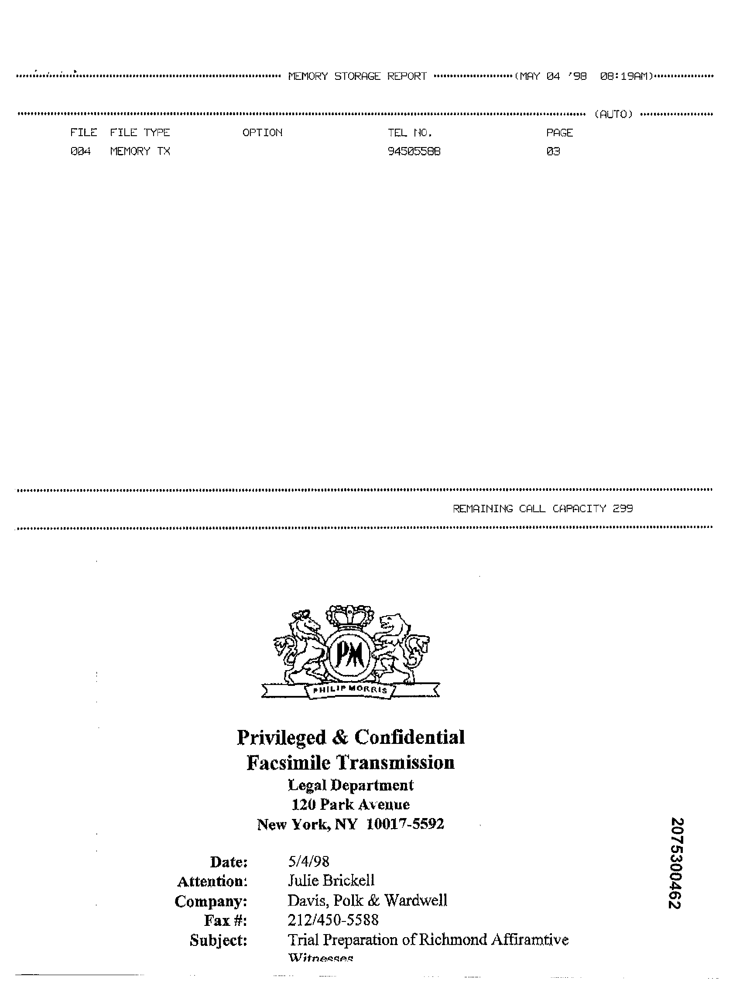 MEMORY STORAGE REPORT (MAY 04 '98 08:19AM)
(AUTO)
FILE FILE TYPE OPTION TEL NO. PAGE
004 MEMORY TX 94505588 03
REMAINING CALL CAPACITY 299
PM
PHILIP MORRIS
Privileged & Confidential
Facsimile Transmission
Legal Department
120 Park Avenue
New York, NY 10017-5592
Date: 5/4/98
Attention: Julie Brickell
Company: Davis, Polk & Wardwell
Fax #: 212/450-5588
Subject: Trial Preparation of Richmond Affiramtive
Witnesses
2075300462